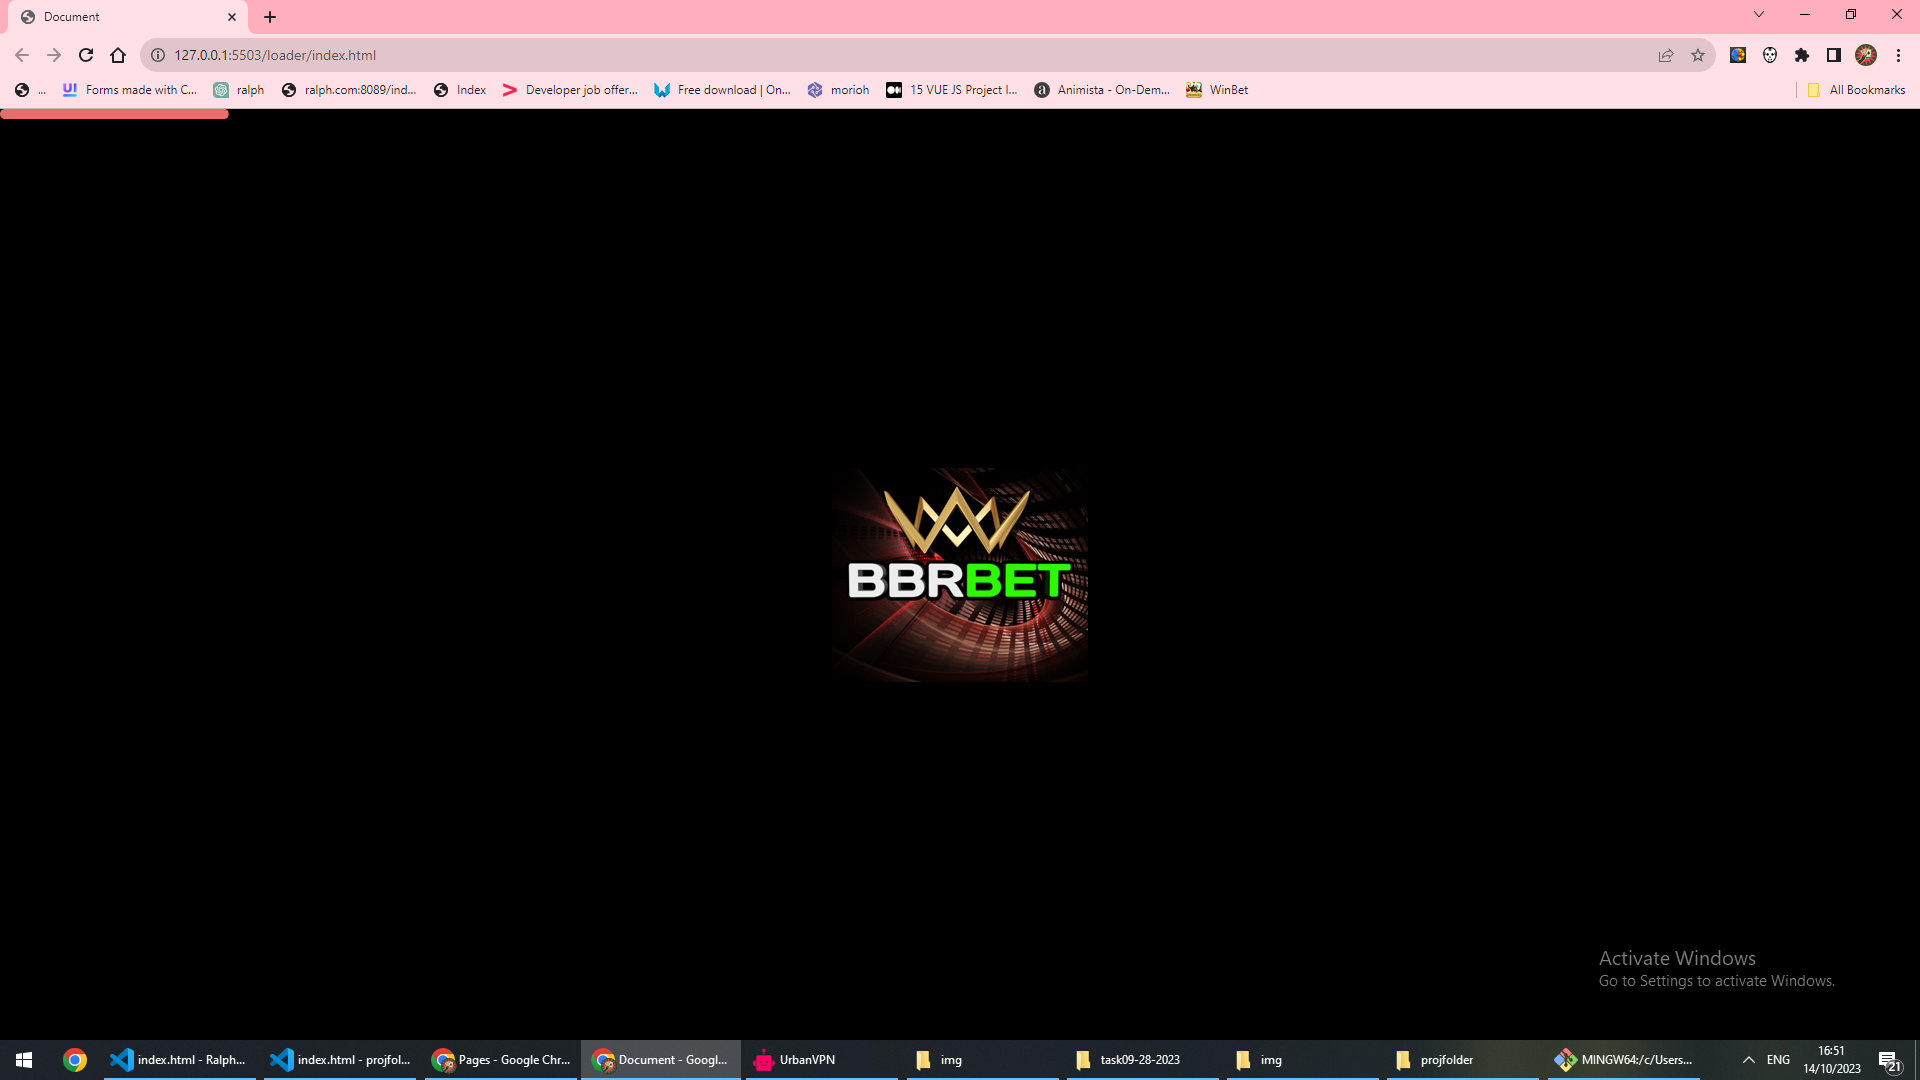 Document
127.0.0.1:5503/loader/index.html
...
Forms made with C...
ralph
ralph.com:8089/ind...
Index
Developer job offer...
Free download | On...
morioh
15 VUE JS Project I...
Animista - On-Dem...
WinBet
All Bookmarks
BBRBET
Activate Windows
Go to Settings to activate Windows.
index.html - Ralph...
index.html - projfol...
Pages - Google Chr...
Document - Googl...
UrbanVPN
img
task09-28-2023
img
projfolder
MINGW64:/c/Users...
ENG
16:51
14/10/2023
21